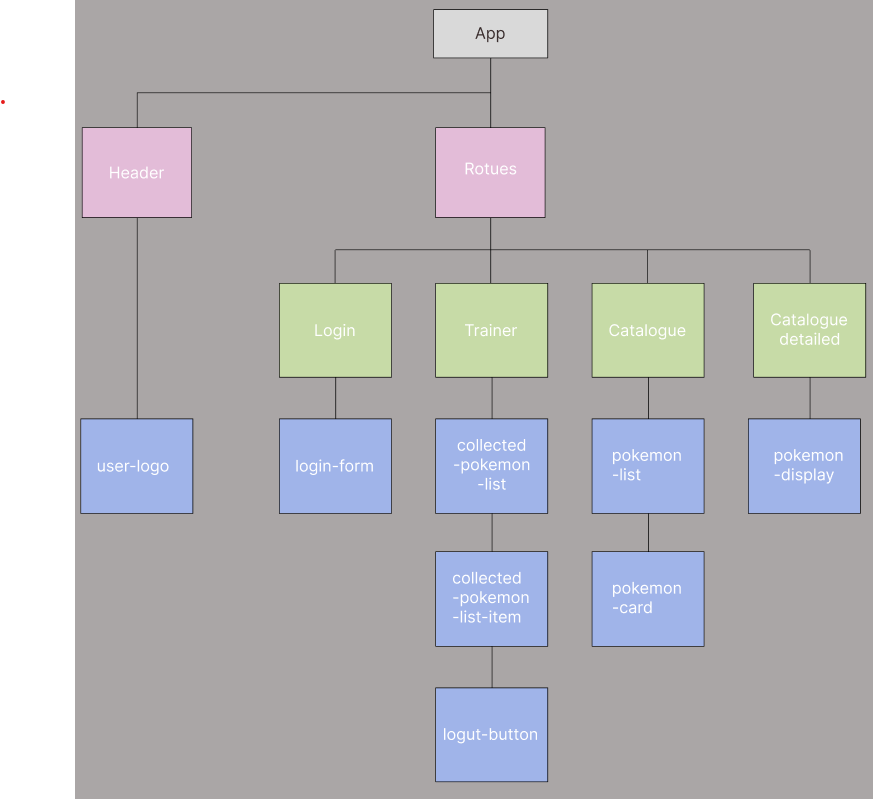 App
Header
Rotues
Login
Trainer
Catalogue
Catalogue
detailed
user-logo
login-form
collected
-pokemon
-list
pokemon
-list
pokemon
-display
collected
-pokemon
-list-item
pokemon
-card
logut-button